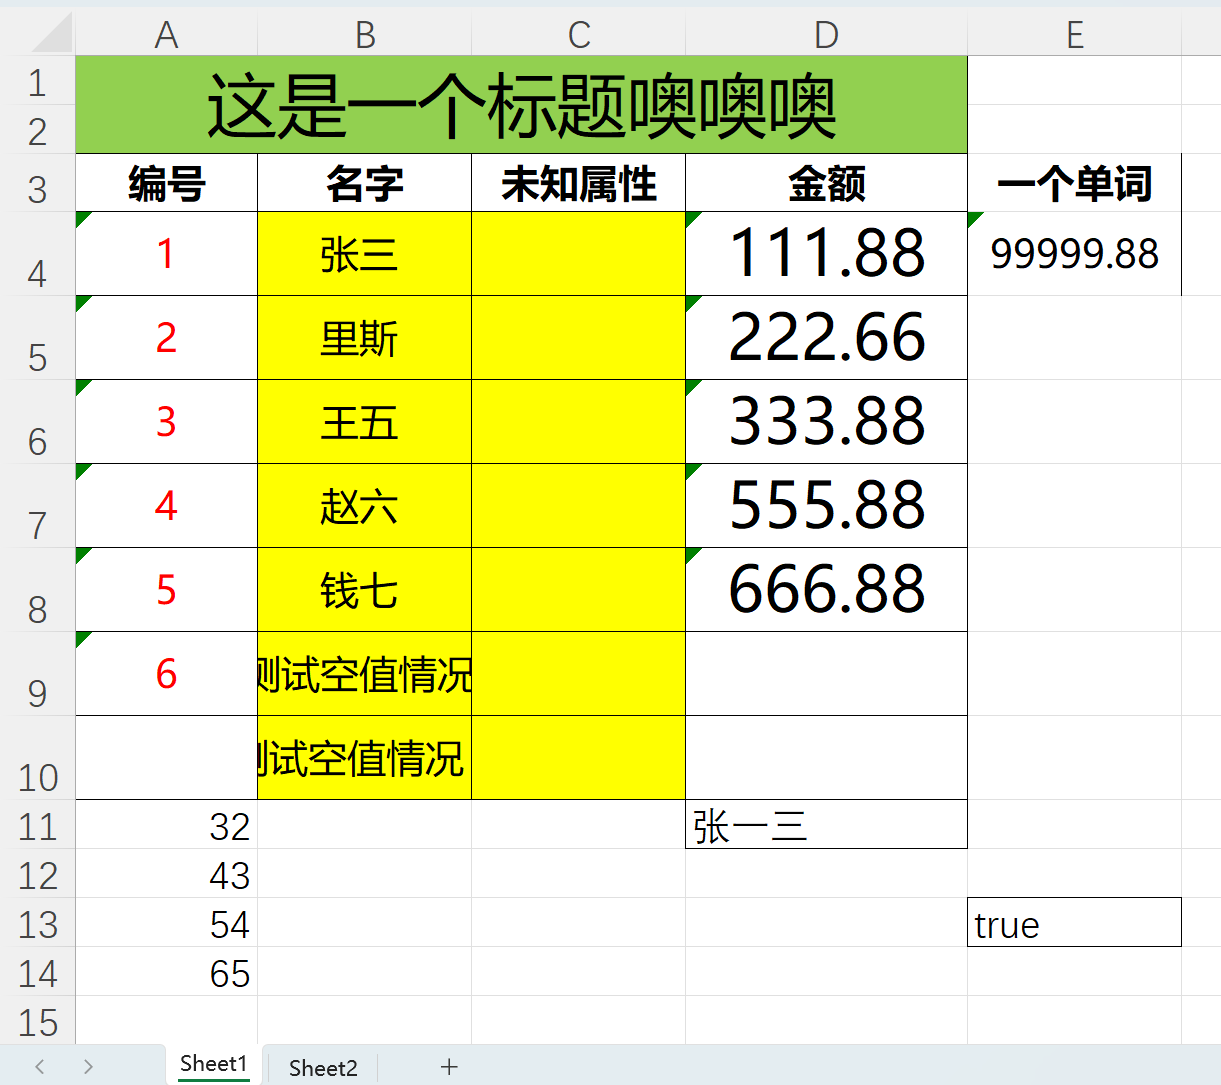 A B C D E
1 这是一个标题噢噢噢
2
3 编号 名字 未知属性 金额 一个单词
4 1 张三 111.88 99999.88
5 2 里斯 222.66
6 3 王五 333.88
7 4 赵六 555.88
8 5 钱七 666.88
9 6 测试空值情况
10 测试空值情况
11 32 张一三
12 43
13 54 true
14 65
15
Sheet1 Sheet2 +